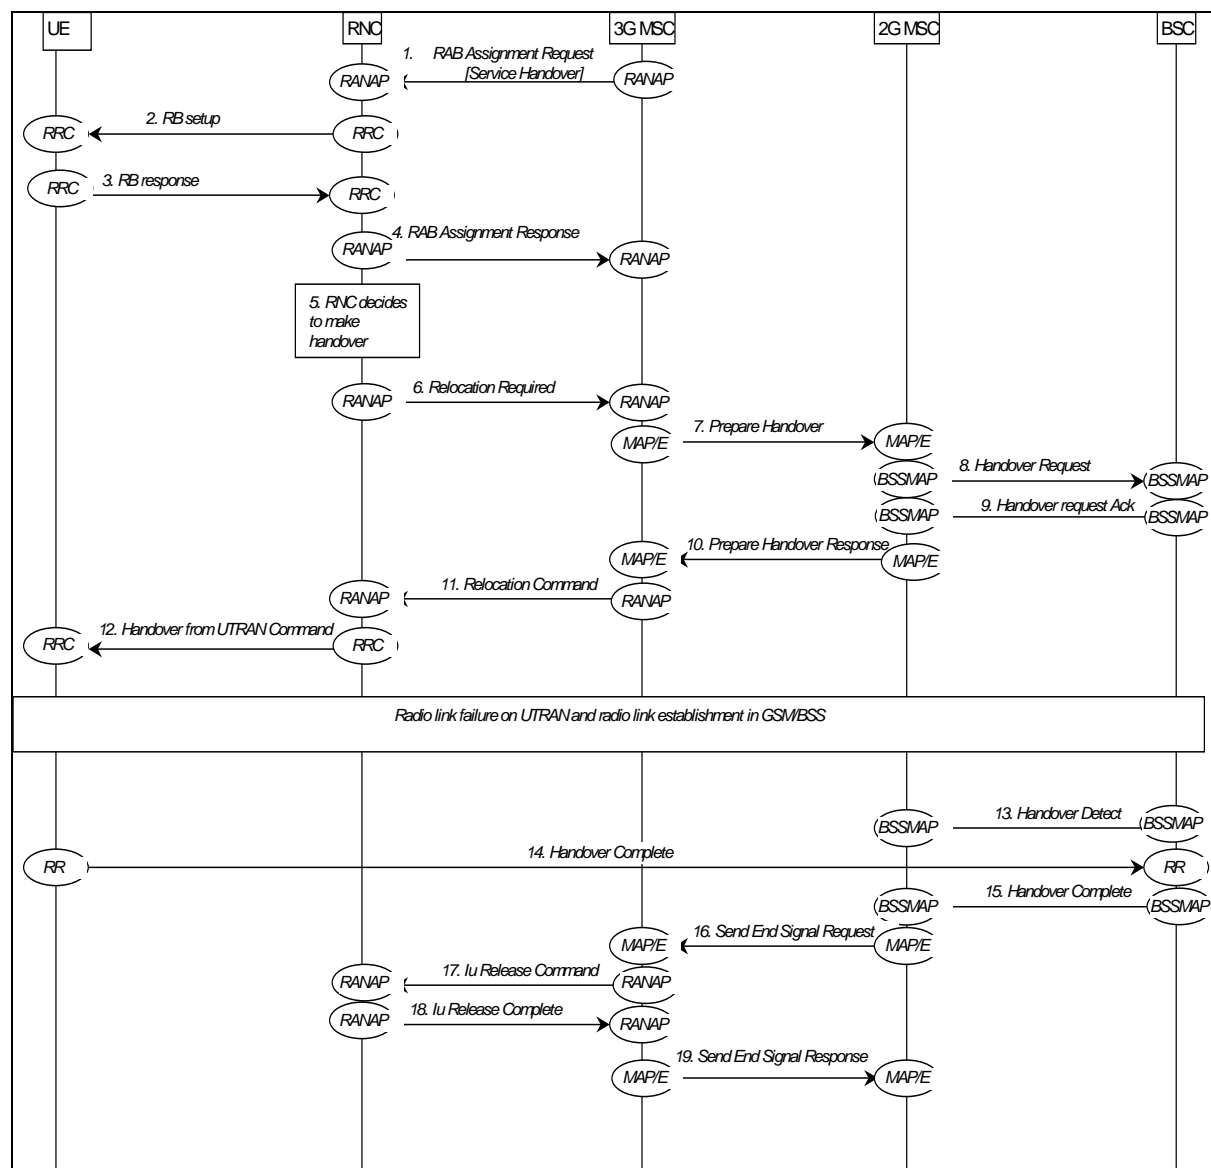 UE RNC 3G MSC 2G MSC BSC
1. RAB Assignment Request
[Service Handover]
RANAP RANAP
2. RB setup
RRC RRC
3. RB response
RRC RRC
4. RAB Assignment Response
RANAP RANAP
5. RNC decides
to make
handover
6. Relocation Required
RANAP RANAP
7. Prepare Handover
MAP/E MAP/E
8. Handover Request
BSSMAP BSSMAP
9. Handover request Ack
BSSMAP BSSMAP
10. Prepare Handover Response
MAP/E MAP/E
11. Relocation Command
RANAP RANAP
12. Handover from UTRAN Command
RRC RRC
Radio link failure on UTRAN and radio link establishment in GSM/BSS
13. Handover Detect
BSSMAP BSSMAP
14. Handover Complete
RR RR
15. Handover Complete
BSSMAP BSSMAP
16. Send End Signal Request
MAP/E MAP/E
17. Iu Release Command
RANAP RANAP
18. Iu Release Complete
RANAP RANAP
19. Send End Signal Response
MAP/E MAP/E